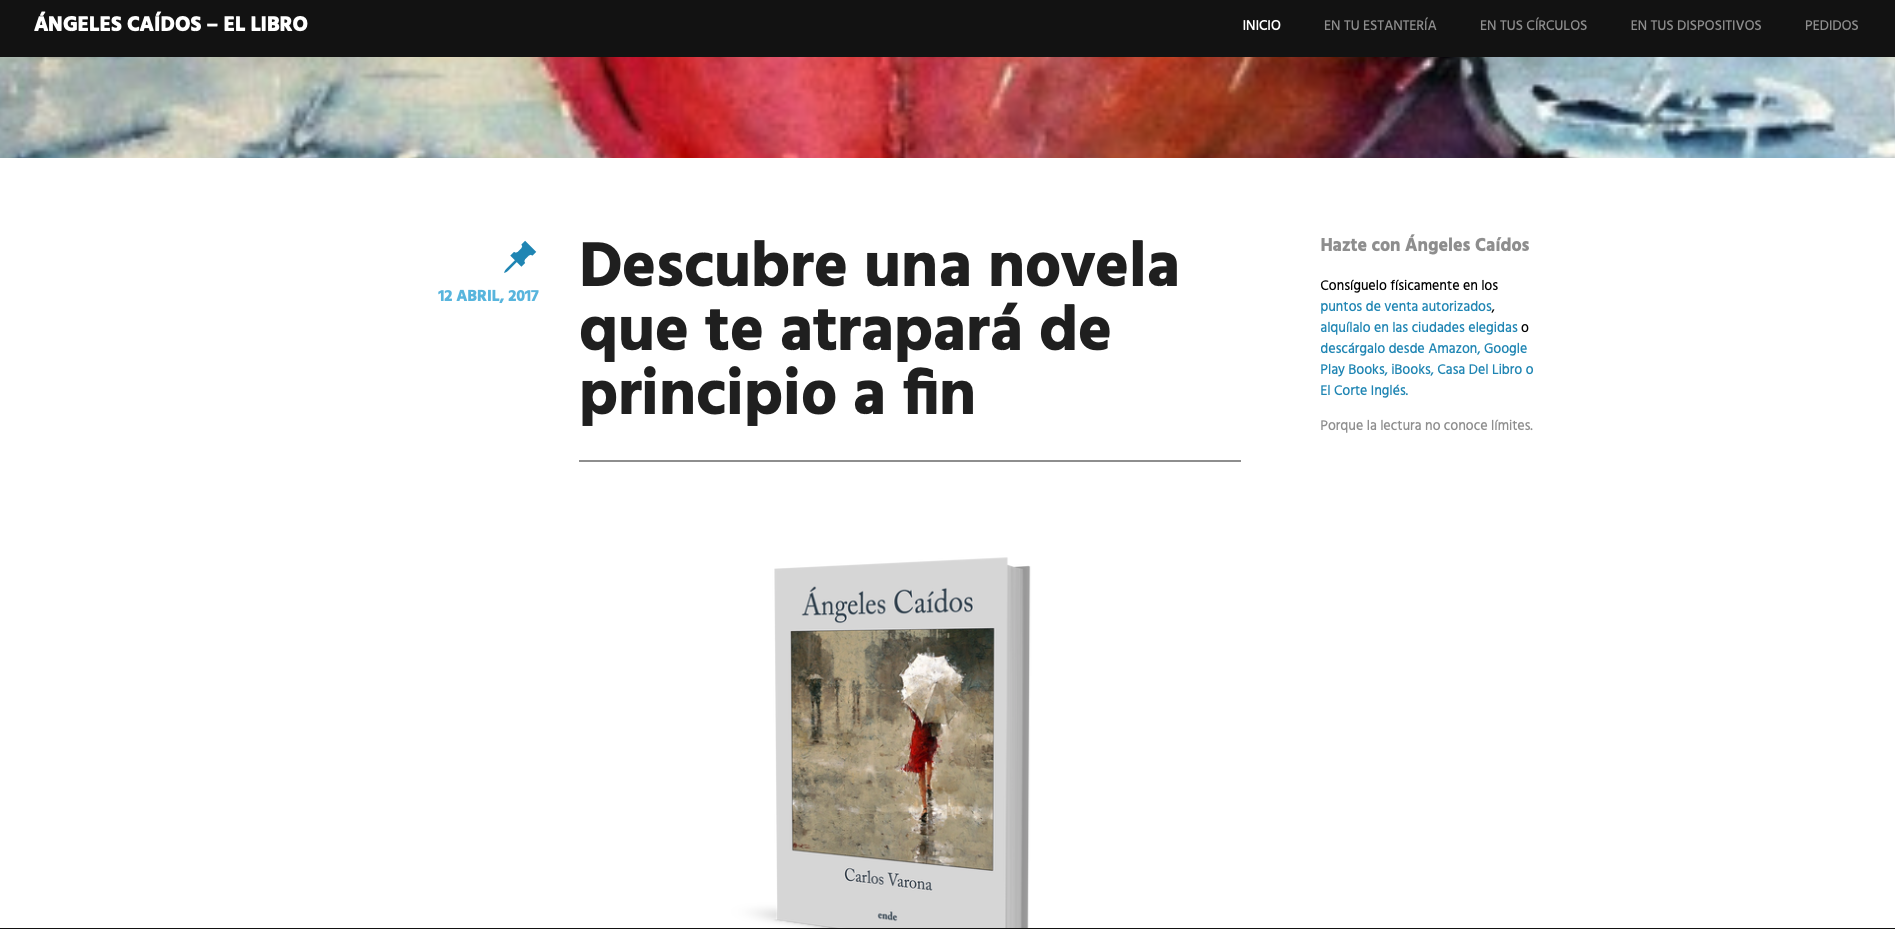 ÁNGELES CAÍDOS – EL LIBRO
INICIO
EN TU ESTANTERÍA
EN TUS CÍRCULOS
EN TUS DISPOSITIVOS
PEDIDOS
12 ABRIL, 2017
Descubre una novela
que te atrapará de
principio a fin
Hazte con Ángeles Caídos
Consíguelo físicamente en los
puntos de venta autorizados,
alquílalo en las ciudades elegidas o
descárgalo desde Amazon, Google
Play Books, iBooks, Casa Del Libro o
El Corte Inglés.
Porque la lectura no conoce límites.
Ángeles Caídos
Carlos Varona
ende